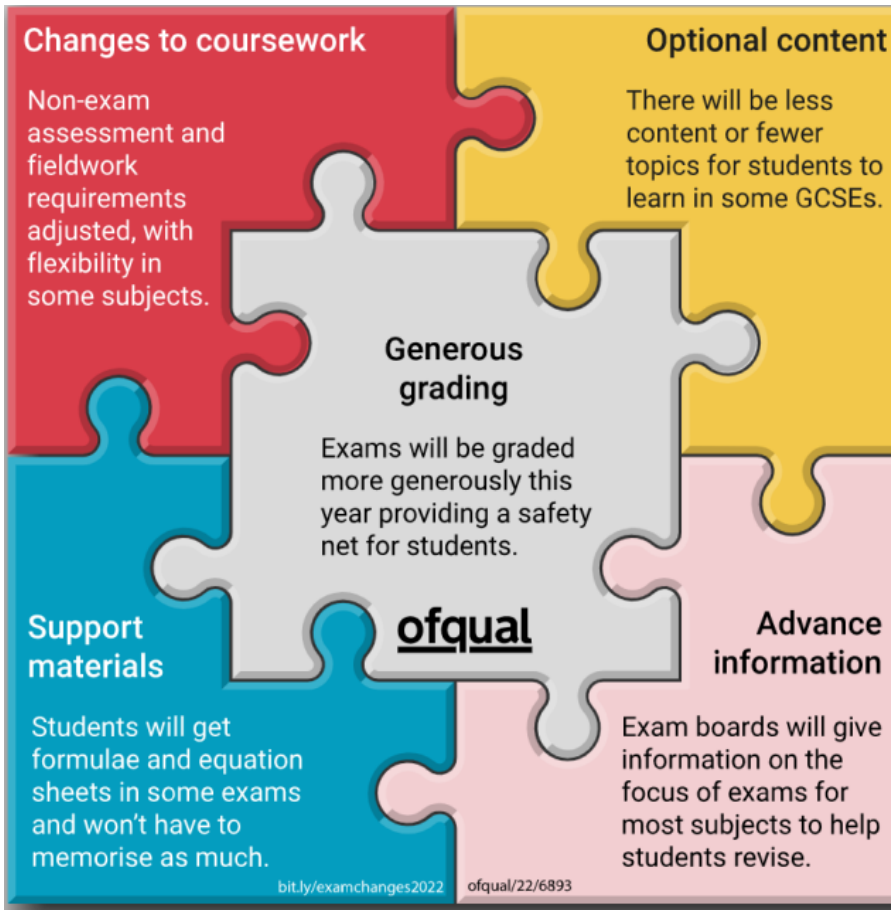 Changes to coursework
Non-exam
assessment and
fieldwork
requirements
adjusted, with
flexibility in
some subjects.
Optional content
There will be less
content or fewer
topics for students to
learn in some GCSEs.
Generous
grading
Exams will be graded
more generously this
year providing a safety
net for students.
ofqual
Support
materials
Students will get
formulae and equation
sheets in some exams
and won't have to
memorise as much.
bit.ly/examchanges2022
Advance
information
Exam boards will give
information on the
focus of exams for
most subjects to help
students revise.
ofqual/22/6893